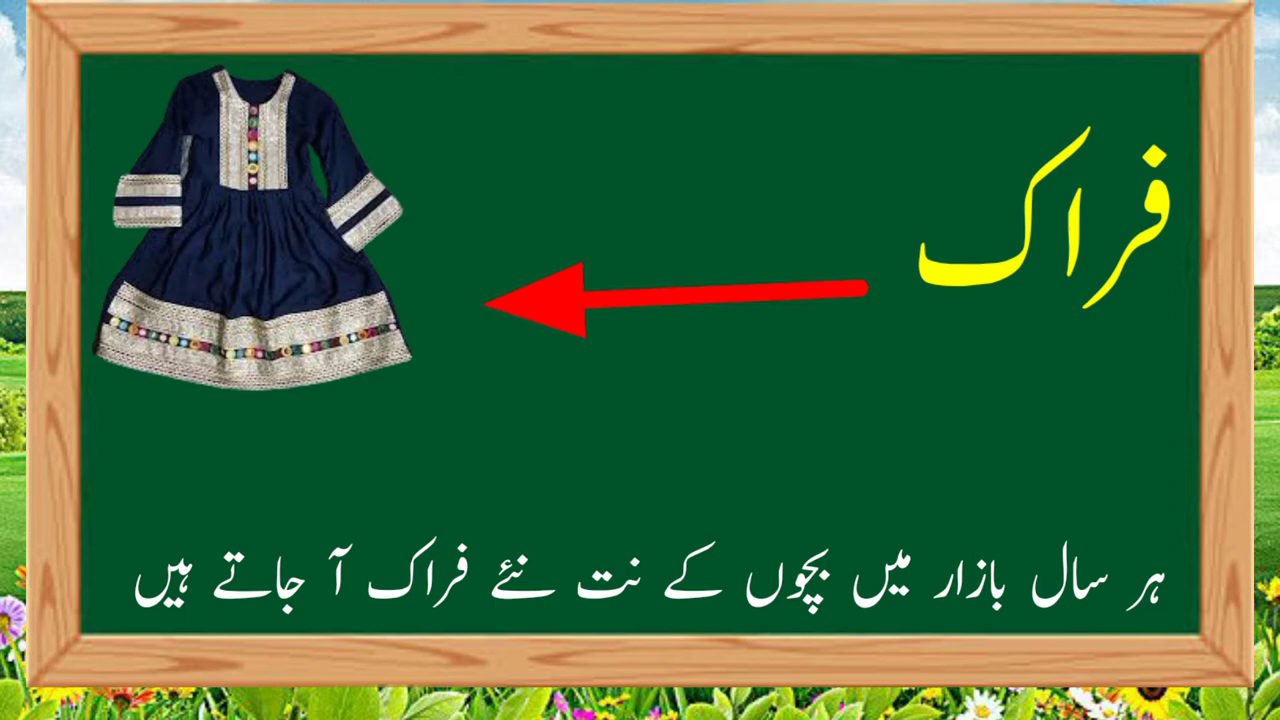 فراک
ہر سال بازار میں بچوں کے نت نئے فراک آ جاتے ہیں